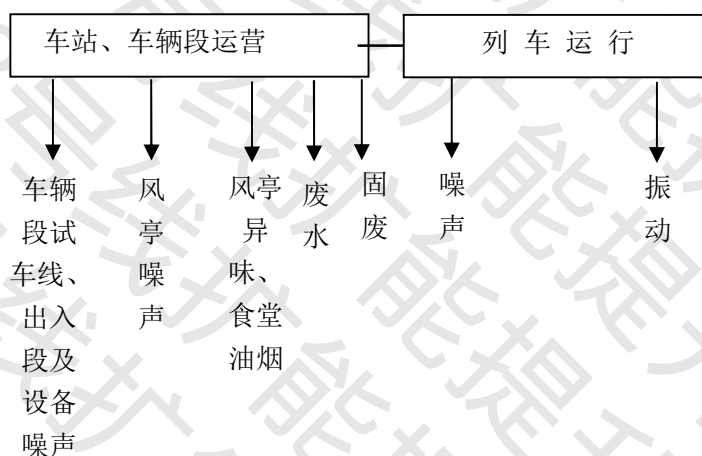 车站、车辆段运营
列 车 运 行
车辆
段试
车线、
出入
段及
设备
噪声
风
亭
噪
声
风亭
异
味、
食堂
油烟
废
水
固
废
噪
声
振
动